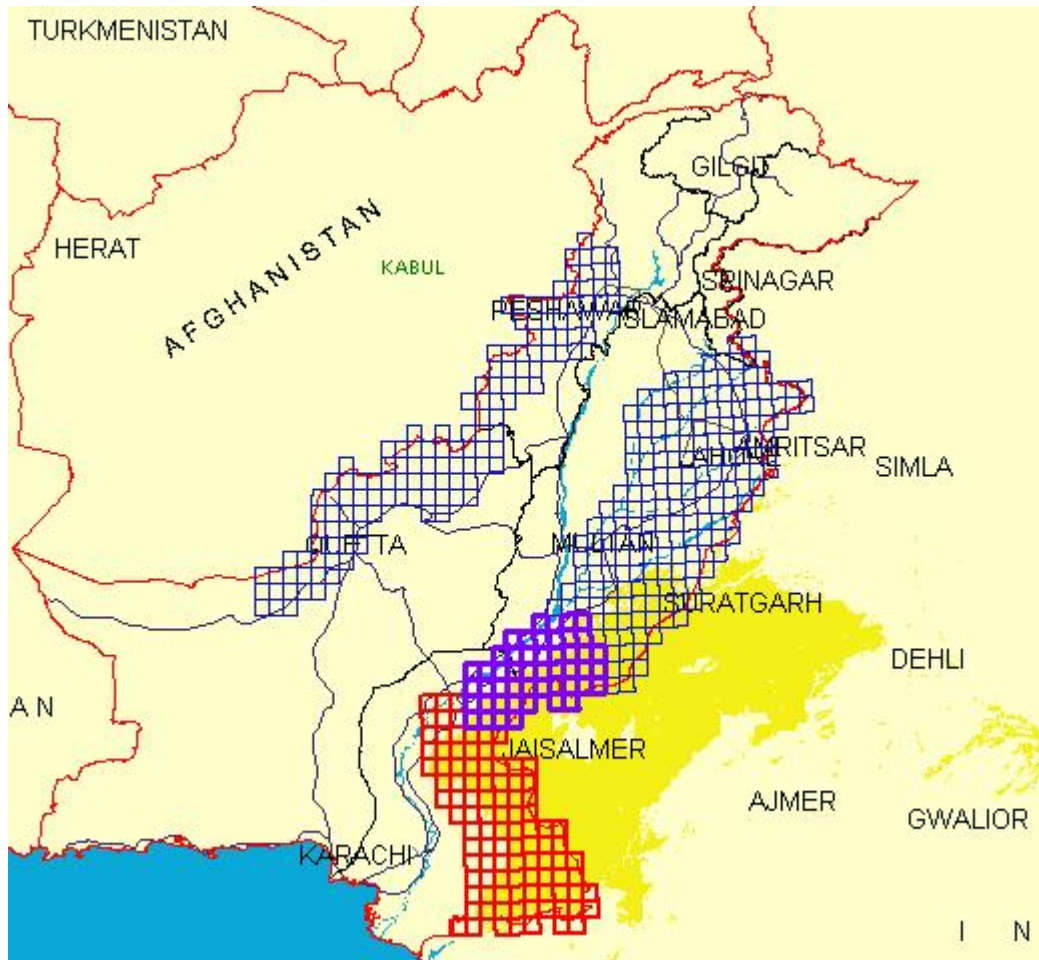 TURKMENISTAN
GILGIT
HERAT
AFGHANISTAN
KABUL
SRINAGAR
PESHAWAR
ISLAMABAD
AMRITSAR
LAHORE
SIMLA
QUETTA
MULTAN
SURATGARH
DEHLI
A N
JAISALMER
AJMER
GWALIOR
KARACHI
I N